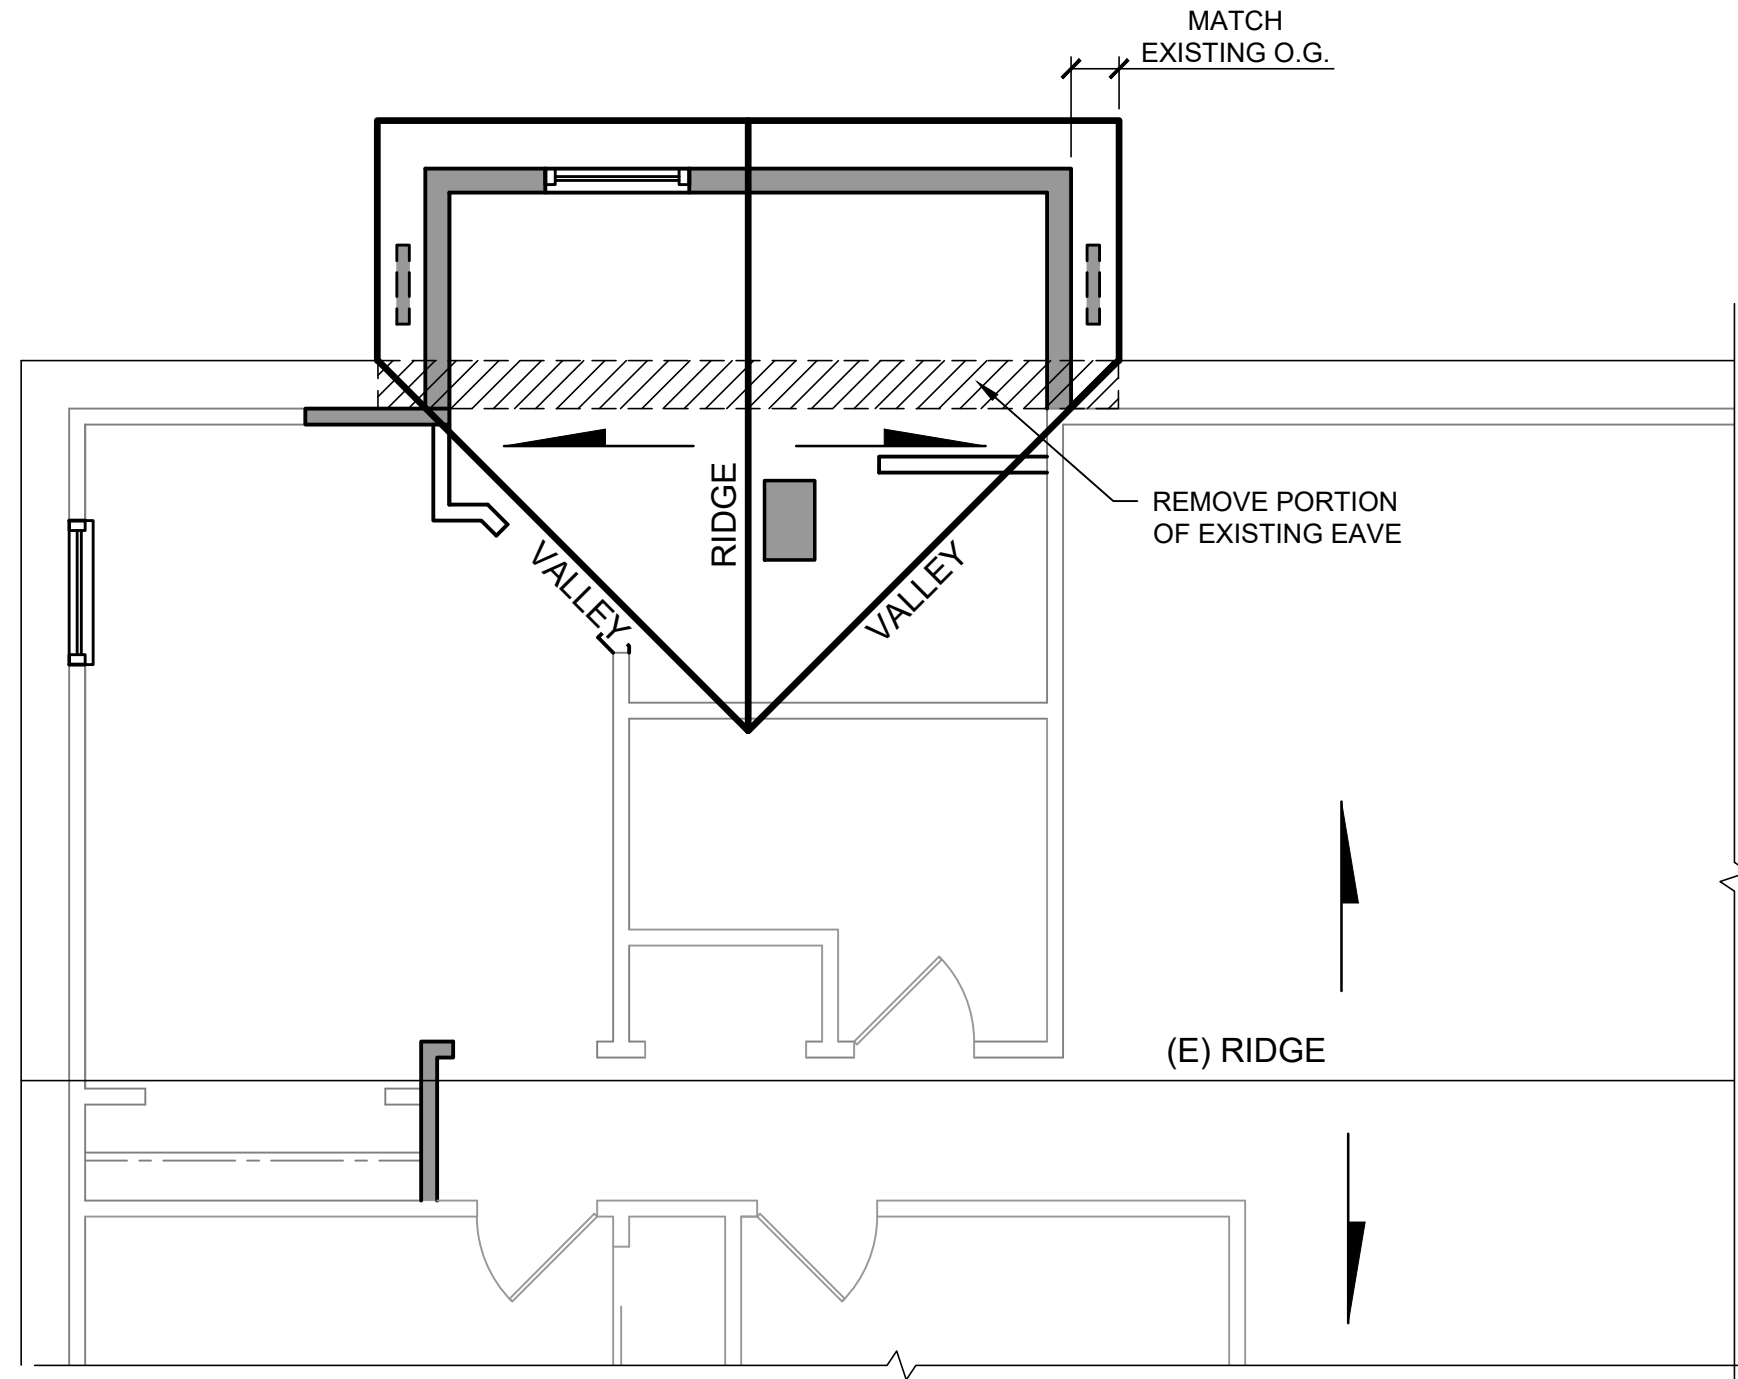 MATCH
EXISTING O.G.
RIDGE
REMOVE PORTION
OF EXISTING EAVE
VALLEY
VALLEY
(E) RIDGE